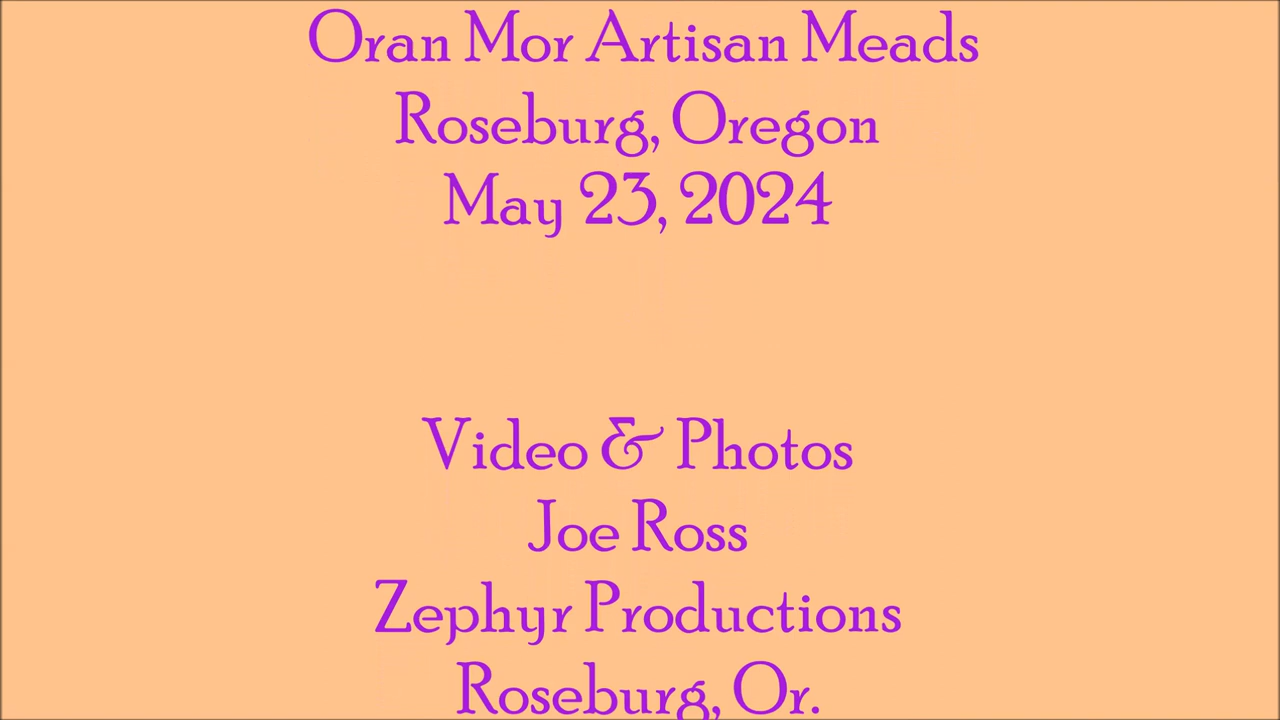 Oran Mor Artisan Meads
Roseburg, Oregon
May 23, 2024
Video & Photos
Joe Ross
Zephyr Productions
Roseburg, Or.